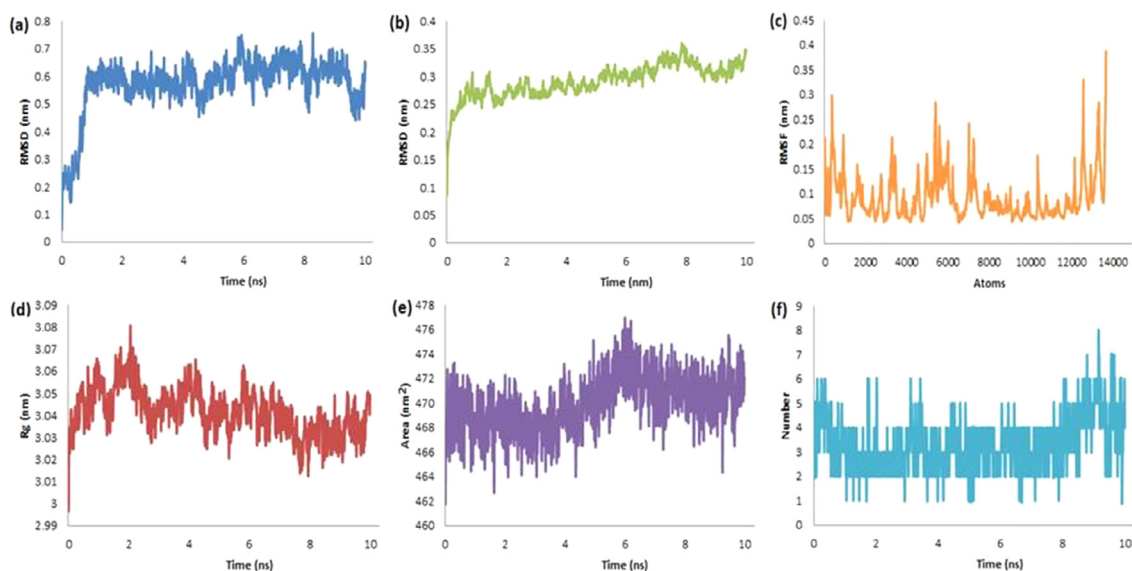 (a)
RMSD (nm)
0.8
0.7
0.6
0.5
0.4
0.3
0.2
0.1
0
0 2 4 6 8 10
Time (ns)
(b)
RMSD (nm)
0.4
0.35
0.3
0.25
0.2
0.15
0.1
0.05
0
0 2 4 6 8 10
Time (nm)
(c)
RMSF (nm)
0.45
0.4
0.35
0.3
0.25
0.2
0.15
0.1
0.05
0
0 2000 4000 6000 8000 10000 12000 14000
Atoms
(d)
Rg (nm)
3.09
3.08
3.07
3.06
3.05
3.04
3.03
3.02
3.01
3
2.99
0 2 4 6 8 10
Time (ns)
(e)
Area (nm²)
478
476
474
472
470
468
466
464
462
460
0 2 4 6 8 10
Time (ns)
(f)
Number
9
8
7
6
5
4
3
2
1
0
0 2 4 6 8 10
Time (ns)